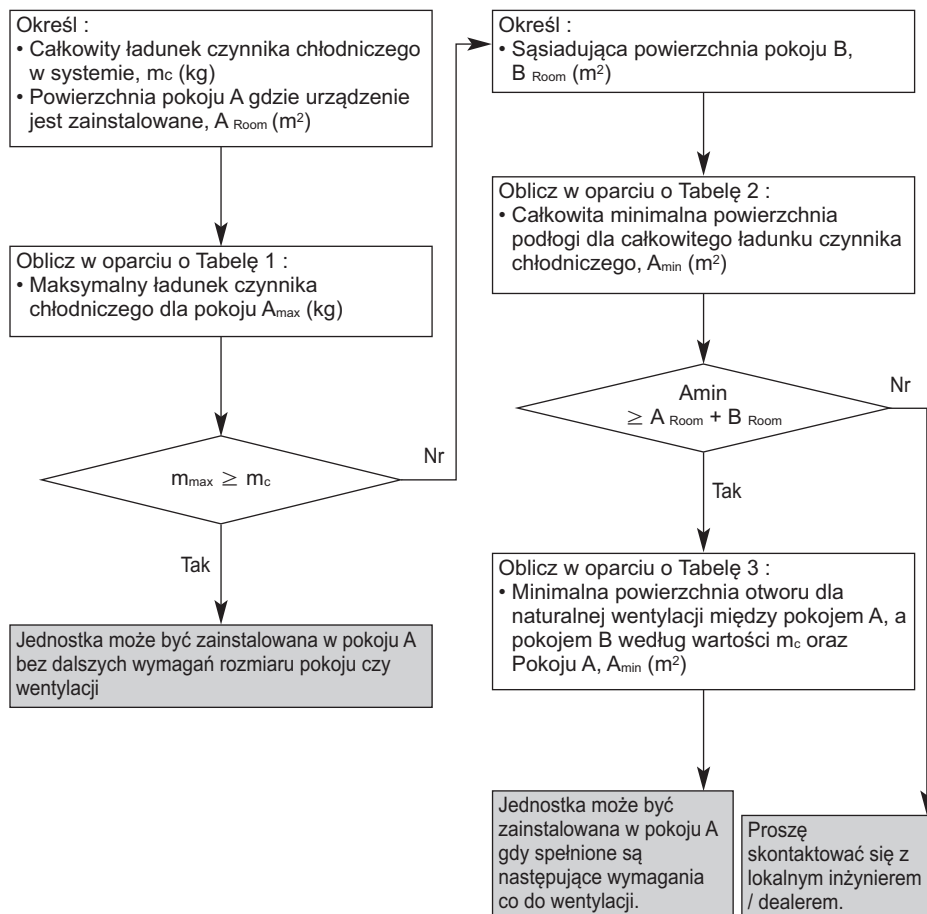 Określ :
• Całkowity ładunek czynnika chłodniczego
w systemie, mc (kg)
• Powierzchnia pokoju A gdzie urządzenie
jest zainstalowane, A Room (m²)
Oblicz w oparciu o Tabelę 1 :
• Maksymalny ładunek czynnika
chłodniczego dla pokoju Amax (kg)
mmax ≥ mc
Nr
Tak
Jednostka może być zainstalowana w pokoju A
bez dalszych wymagań rozmiaru pokoju czy
wentylacji
Określ :
• Sąsiadująca powierzchnia pokoju B,
B Room (m²)
Oblicz w oparciu o Tabelę 2 :
• Całkowita minimalna powierzchnia
podłogi dla całkowitego ładunku czynnika
chłodniczego, Amin (m²)
Amin
≥ A Room + B Room
Nr
Tak
Oblicz w oparciu o Tabelę 3 :
• Minimalna powierzchnia otworu dla
naturalnej wentylacji między pokojem A, a
pokojem B według wartości mc oraz
Pokoju A, Amin (m²)
Jednostka może być
zainstalowana w pokoju A
gdy spełnione są
następujące wymagania
co do wentylacji.
Proszę
skontaktować się z
lokalnym inżynierem
/ dealerem.